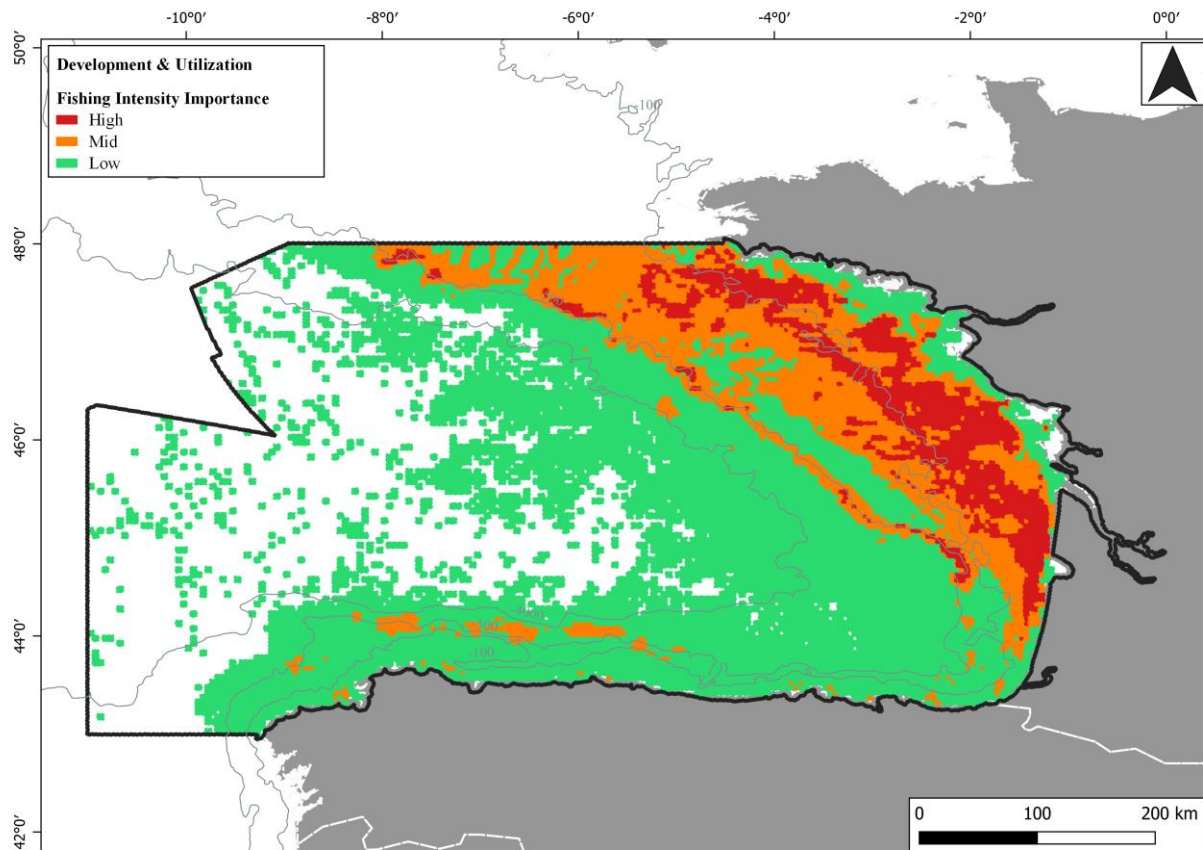 -10°0' -8°0' -6°0' -4°0' -2°0' 0°0'
50°0'
Development & Utilization
Fishing Intensity Importance
High
Mid
Low
-100
48°0'
46°0'
44°0'
-100
42°0'
0 100 200 km